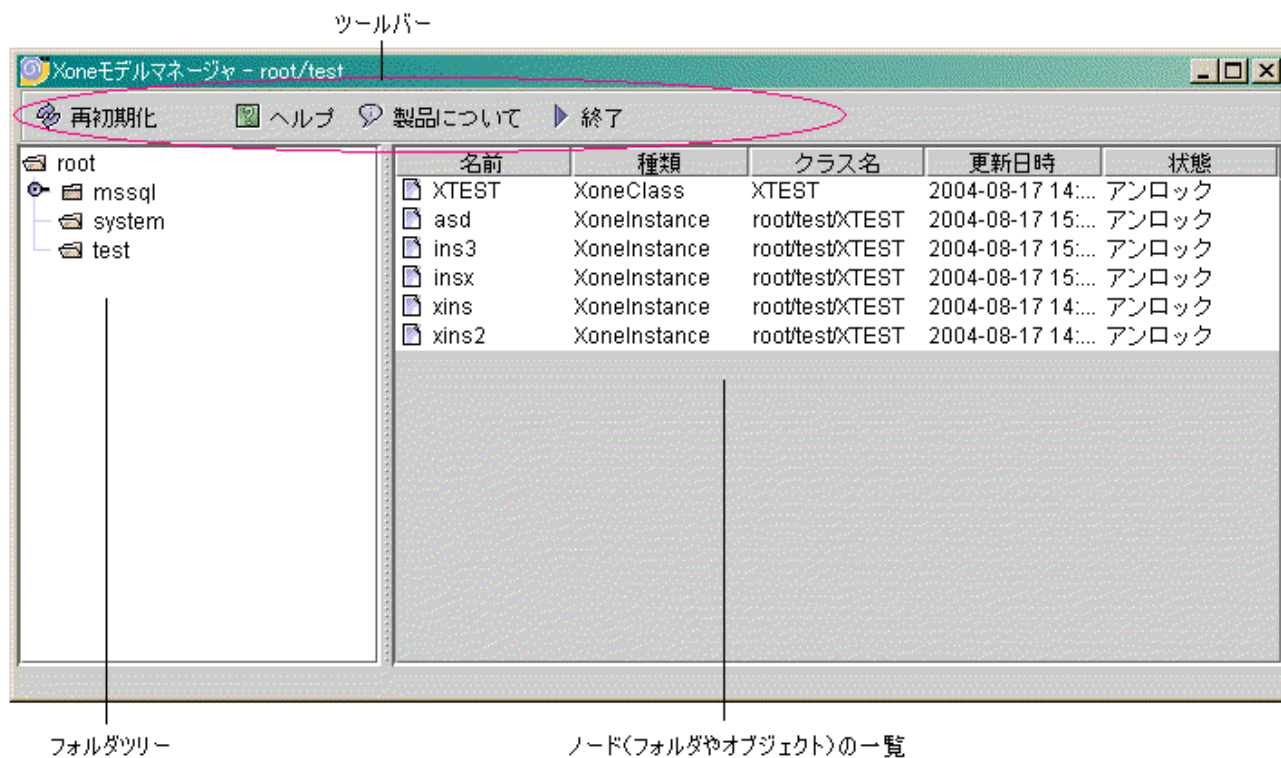 ツールバー
Xoneモデルマネージャ - root/test
再初期化 ヘルプ 製品について 終了
root
mssql
system
test
名前 種類 クラス名 更新日時 状態
XTEST XoneClass XTEST 2004-08-17 14:... アンロック
asd XoneInstance root/test/XTEST 2004-08-17 15:... アンロック
ins3 XoneInstance root/test/XTEST 2004-08-17 15:... アンロック
insx XoneInstance root/test/XTEST 2004-08-17 15:... アンロック
xins XoneInstance root/test/XTEST 2004-08-17 14:... アンロック
xins2 XoneInstance root/test/XTEST 2004-08-17 14:... アンロック
フォルダツリー
ノード(フォルダやオブジェクト)の一覧